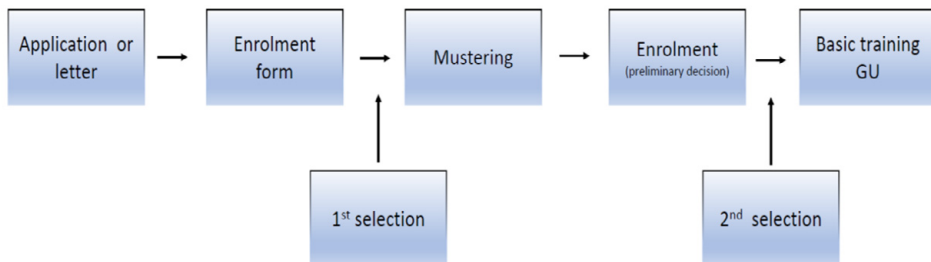 Application or
letter
Enrolment
form
Mustering
Enrolment
(preliminary decision)
Basic training
GU
1st selection
2nd selection